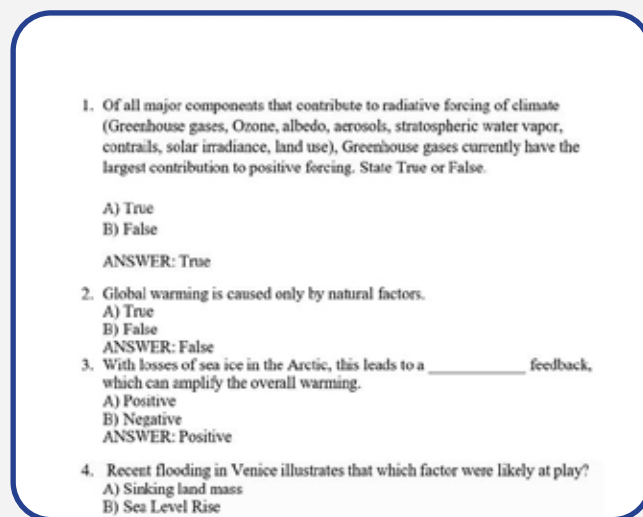 1. Of all major components that contribute to radiative forcing of climate
(Greenhouse gases, Ozone, albedo, aerosols, stratospheric water vapor,
contrails, solar irradiance, land use), Greenhouse gases currently have the
largest contribution to positive forcing. State True or False.
A) True
B) False
ANSWER: True
2. Global warming is caused only by natural factors.
A) True
B) False
ANSWER: False
3. With losses of sea ice in the Arctic, this leads to a ____________ feedback,
which can amplify the overall warming.
A) Positive
B) Negative
ANSWER: Positive
4. Recent flooding in Venice illustrates that which factor were likely at play?
A) Sinking land mass
B) Sea Level Rise